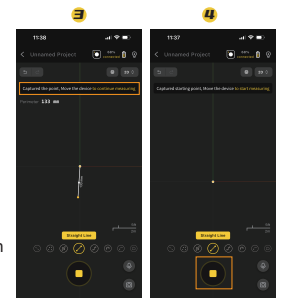 3
11:38
Unnamed Project
Captured the point, Move the device to continue measuring
133 mm
Straight Line
4
11:37
Unnamed Project
Captured starting point, Move the device to start measuring
Straight Line